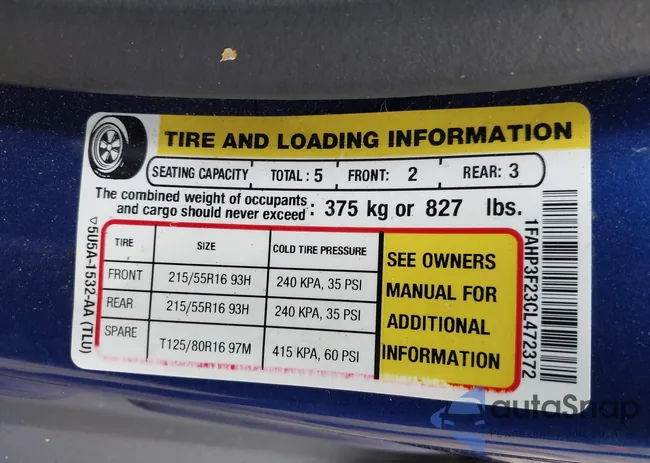 TIRE AND LOADING INFORMATION
SEATING CAPACITY TOTAL : 5 FRONT: 2 REAR: 3
The combined weight of occupants
and cargo should never exceed : 375 kg or 827 lbs.
TIRE SIZE COLD TIRE PRESSURE
FRONT 215/55R16 93H 240 KPA, 35 PSI
REAR 215/55R16 93H 240 KPA, 35 PSI
SPARE T125/80R16 97M 415 KPA, 60 PSI
SEE OWNERS
MANUAL FOR
ADDITIONAL
INFORMATION
5U5A-1532-AA (TLU)
1FAHP3F23CL472372
autaSnap